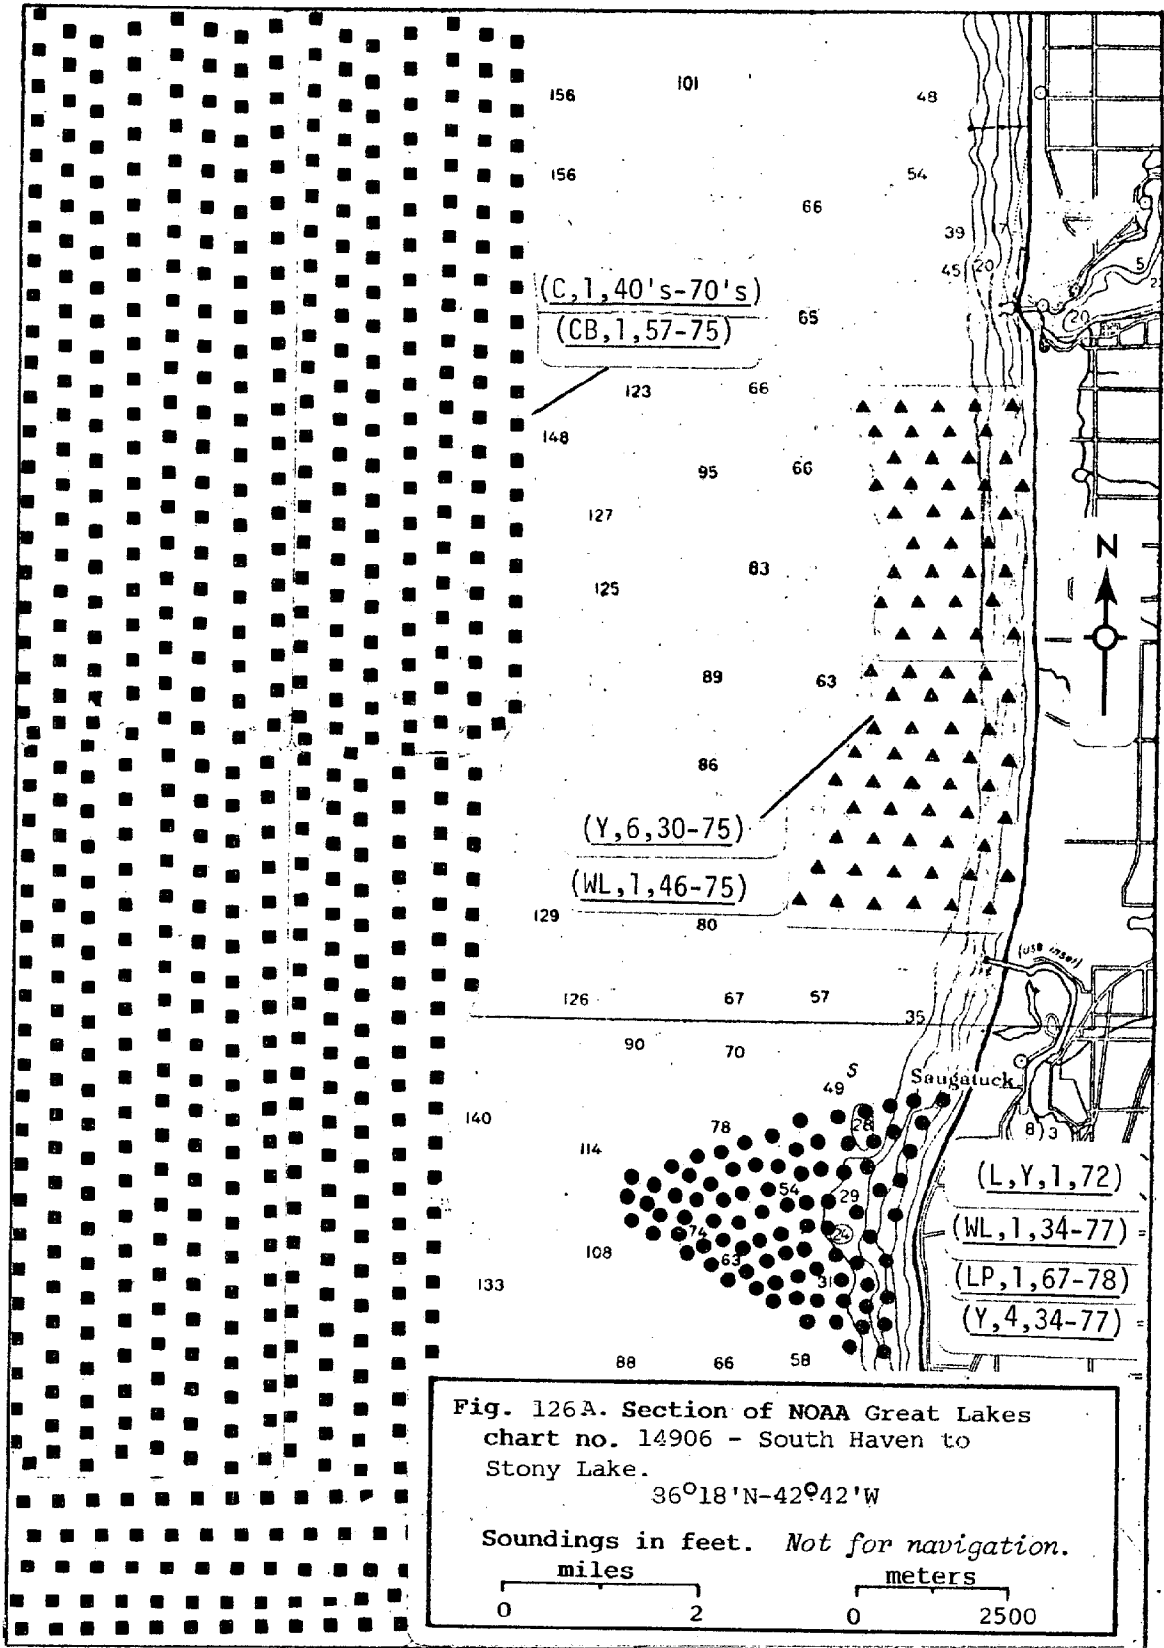 101
156
48
156
54
66
39
7
45
20
5
20
(C,1,40's-70's)
(CB,1,57-75)
65
123
66
148
95
66
127
83
125
N
89
63
86
(Y,6,30-75)
(WL,1,46-75)
129
80
(use inset)
126
67
57
35
90
70
S
49
Saugatuck
140
28
8
3
78
114
54
29
(L,Y,1,72)
74
24
(WL,1,34-77)
108
63
31
(LP,1,67-78)
133
(Y,4,34-77)
88
66
58
Fig. 126A. Section of NOAA Great Lakes
chart no. 14906 - South Haven to
Stony Lake.
36°18'N-42°42'W
Soundings in feet. Not for navigation.
miles
meters
0
2
0
2500